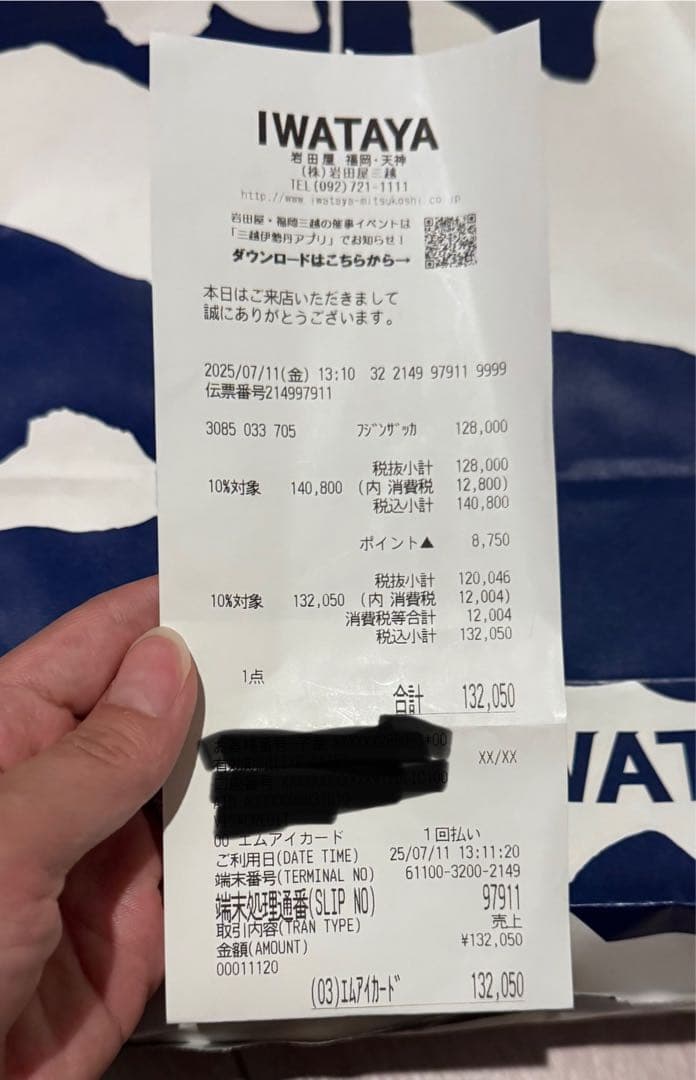 IWATAYA
岩田屋 福岡・天神
(株)岩田屋三越
TEL(092)721-1111
http://www.iwataya-mitsukoshi.co.jp
岩田屋・福岡三越の催事イベントは
「三越伊勢丹アプリ」でお知らせ!
ダウンロードはこちらから→
本日はご来店いただきまして
誠にありがとうございます。
2025/07/11(金) 13:10 32 2149 97911 9999
伝票番号214997911
3085 033 705 フジンザッカ 128,000
税抜小計 128,000
10%対象 140,800 (内 消費税 12,800)
税込小計 140,800
ポイント▲ 8,750
税抜小計 120,046
10%対象 132,050 (内 消費税 12,004)
消費税等合計 12,004
税込小計 132,050
1点
合計 132,050
XX/XX
00 エムアイカード 1回払い
ご利用日(DATE TIME) 25/07/11 13:11:20
端末番号(TERMINAL NO) 61100-3200-2149
端末処理通番(SLIP NO) 97911
取引内容(TRAN TYPE) 売上
金額(AMOUNT) ¥132,050
00011120
(03)エムアイカード 132,050
WAT